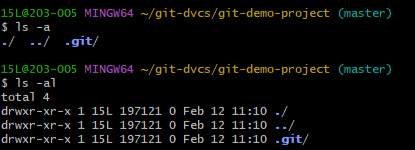 15L@203-005 MINGW64 ~/git-dvcs/git-demo-project (master)
$ ls -a
./  ../  .git/
15L@203-005 MINGW64 ~/git-dvcs/git-demo-project (master)
$ ls -al
total 4
drwxr-xr-x 1 15L 197121 0 Feb 12 11:10 ./
drwxr-xr-x 1 15L 197121 0 Feb 12 11:10 ../
drwxr-xr-x 1 15L 197121 0 Feb 12 11:10 .git/